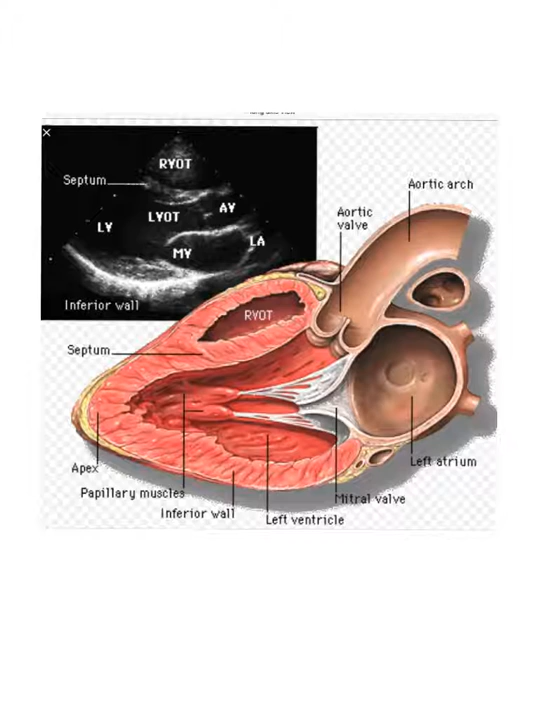 RVOT
Septum
LVOT
AV
LV
LA
MV
Inferior wall
Aortic arch
Aortic
valve
RVOT
Septum
Apex
Left atrium
Papillary muscles
Mitral valve
Inferior wall
Left ventricle